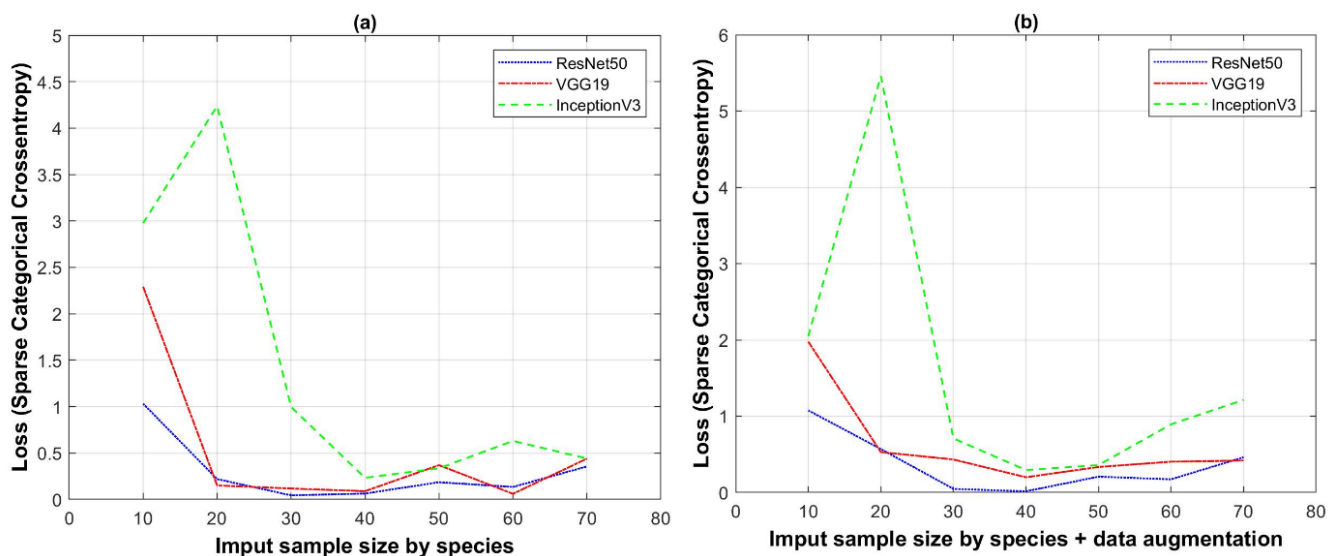 (a)
Loss (Sparse Categorical Crossentropy)
5
4.5
4
3.5
3
2.5
2
1.5
1
0.5
0
ResNet50
VGG19
InceptionV3
0 10 20 30 40 50 60 70 80
Imput sample size by species
(b)
Loss (Sparse Categorical Crossentropy)
6
5
4
3
2
1
0
ResNet50
VGG19
InceptionV3
0 10 20 30 40 50 60 70 80
Imput sample size by species + data augmentation